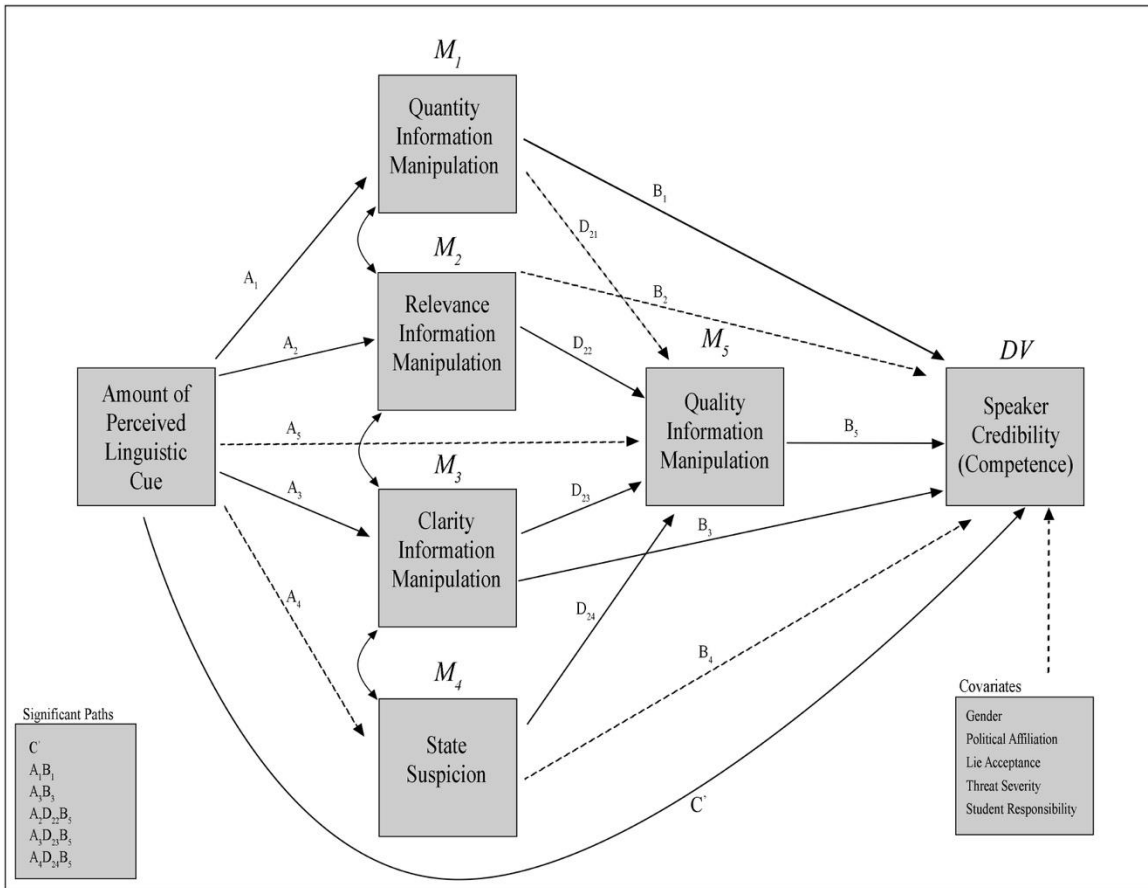 M1
Quantity
Information
Manipulation
B1
D21
A1
M2
Relevance
Information
Manipulation
B2
A2
D22
M5
Quality
Information
Manipulation
DV
Speaker
Credibility
(Competence)
Amount of
Perceived
Linguistic
Cue
A5
B5
A3
M3
Clarity
Information
Manipulation
D23
B3
A4
D24
B4
M4
State
Suspicion
C'
Significant Paths
C'
A1B1
A3B3
A2D22B5
A3D23B5
A4D24B5
Covariates
Gender
Political Affiliation
Lie Acceptance
Threat Severity
Student Responsibility